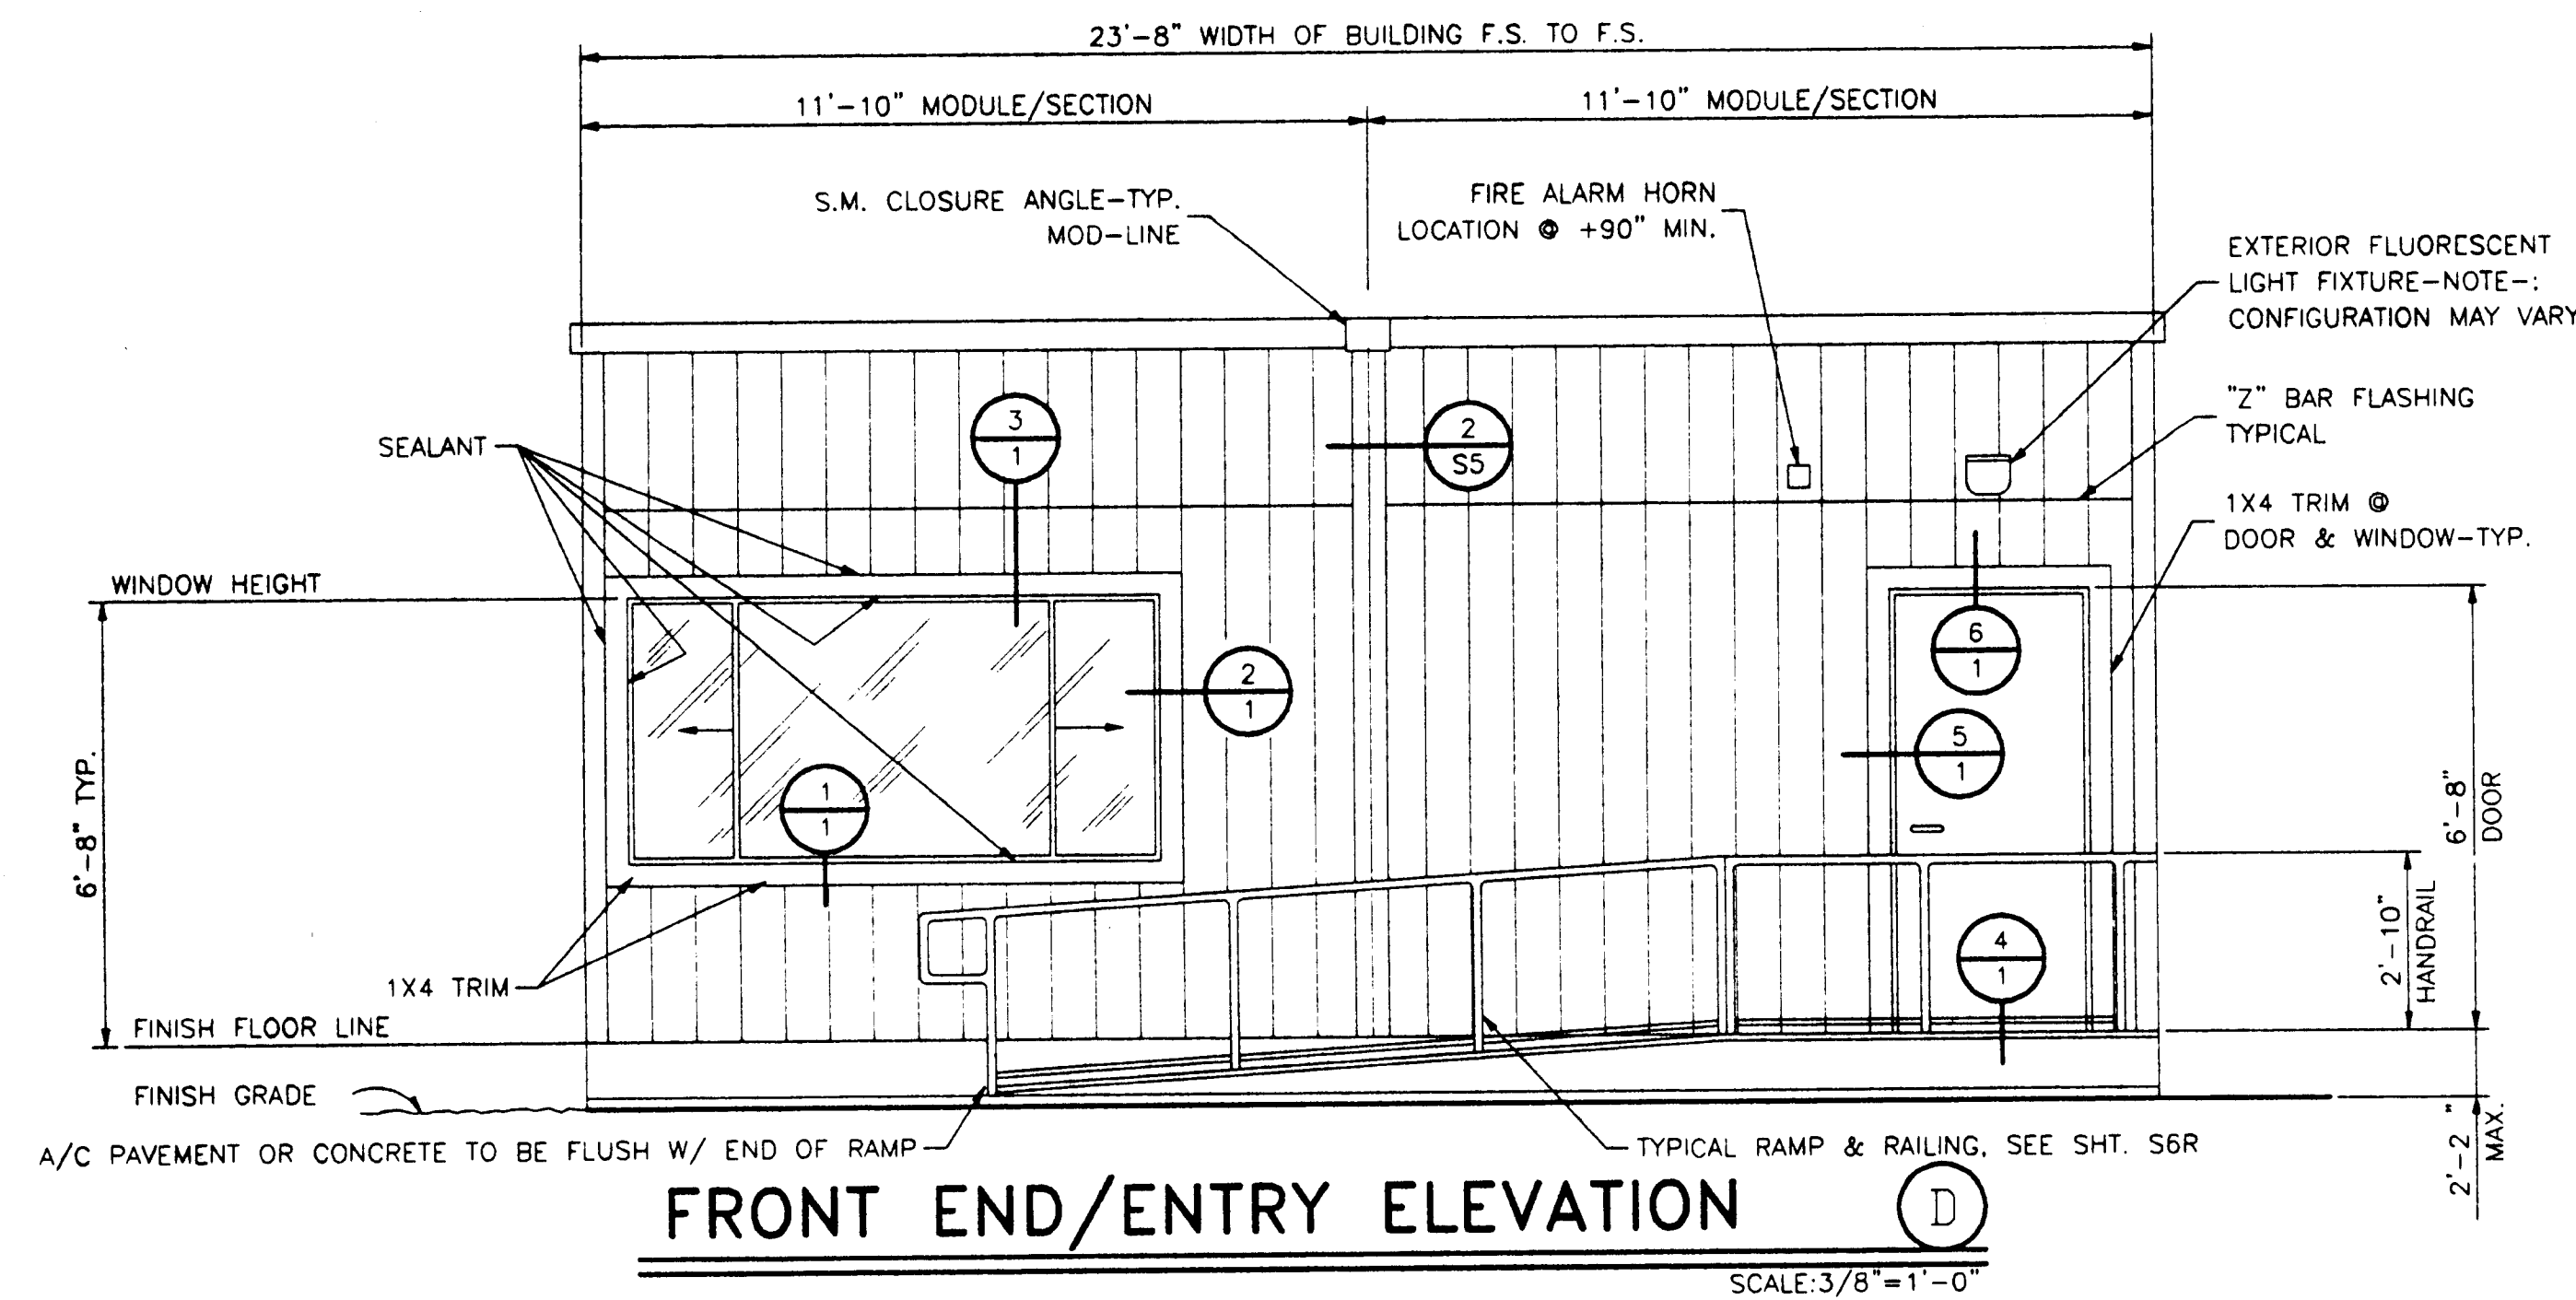 23'-8" WIDTH OF BUILDING F.S. TO F.S.
11'-10" MODULE/SECTION
11'-10" MODULE/SECTION
S.M. CLOSURE ANGLE-TYP.
MOD-LINE
FIRE ALARM HORN
LOCATION @ +90" MIN.
EXTERIOR FLUORESCENT
LIGHT FIXTURE-NOTE-:
CONFIGURATION MAY VARY
"Z" BAR FLASHING
TYPICAL
1X4 TRIM @
DOOR & WINDOW-TYP.
SEALANT
3
1
2
S5
WINDOW HEIGHT
6
1
2
1
5
1
1
1
6'-8" TYP.
6'-8"
DOOR
2'-10"
HANDRAIL
4
1
1X4 TRIM
FINISH FLOOR LINE
FINISH GRADE
2'-2"
MAX.
A/C PAVEMENT OR CONCRETE TO BE FLUSH W/ END OF RAMP
TYPICAL RAMP & RAILING, SEE SHT. S6R
FRONT END/ENTRY ELEVATION
D
SCALE:3/8"=1'-0"